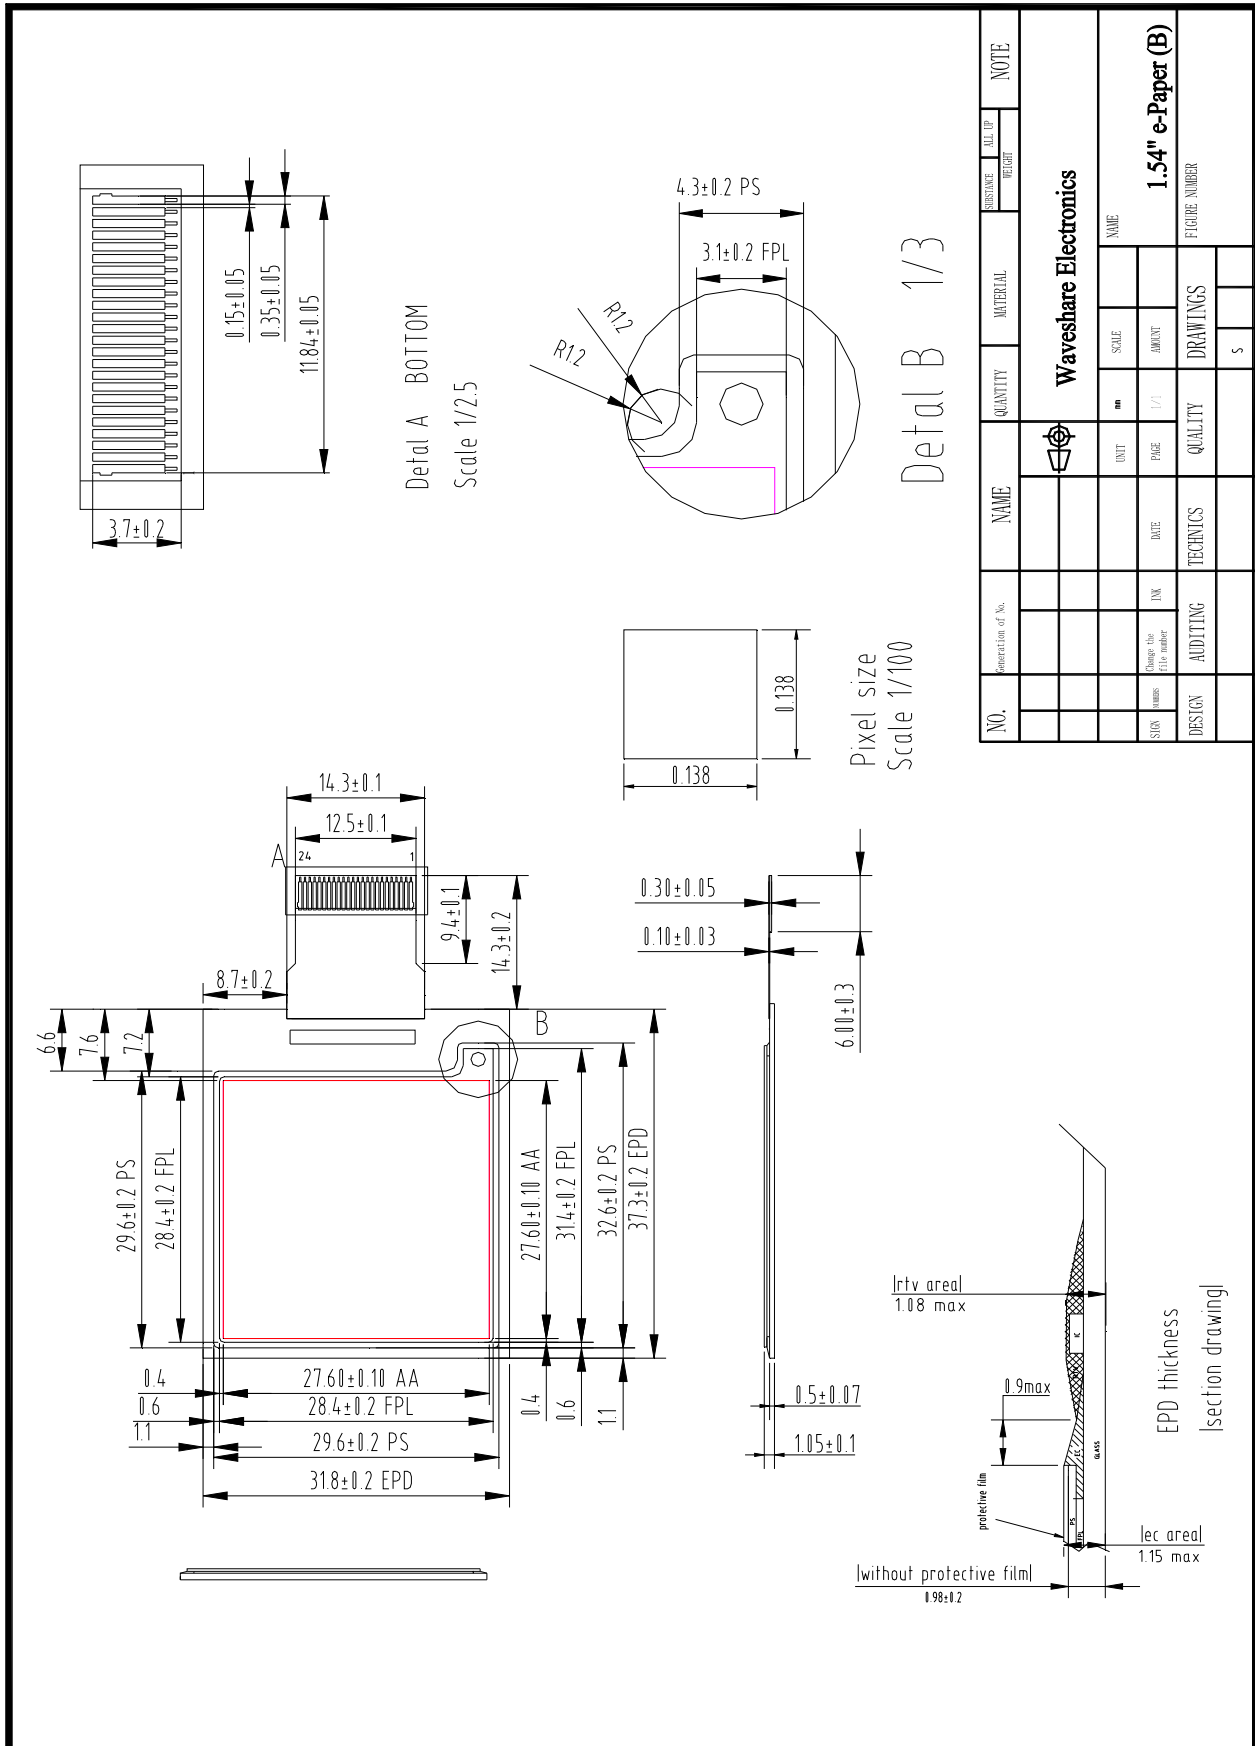 0.15±0.05
0.35±0.05
11.84±0.05
3.7±0.2
Detal A BOTTOM
Scale 1/2.5
4.3±0.2 PS
3.1±0.2 FPL
R1.2
R1.2
Detal B 1/3
0.138
0.138
Pixel size
Scale 1/100
14.3±0.1
12.5±0.1
A
24
1
9.4±0.1
14.3±0.2
8.7±0.2
B
6.6
7.6
7.2
29.6±0.2 PS
28.4±0.2 FPL
27.60±0.10 AA
31.4±0.2 FPL
32.6±0.2 PS
37.3±0.2 EPD
0.4
27.60±0.10 AA
0.6
28.4±0.2 FPL
1.1
29.6±0.2 PS
31.8±0.2 EPD
0.4
0.6
1.1
0.30±0.05
0.10±0.03
6.00±0.3
0.5±0.07
1.05±0.1
|rtv area|
1.08 max
0.9max
protective film
IC
EC
PS
FPL
GLASS
|ec area|
1.15 max
|without protective film|
0.98±0.2
EPD thickness
|section drawing|
NO.
Generation of No.
NAME
QUANTITY
MATERIAL
SUBSTANCE
ALL UP
WEIGHT
NOTE
Waveshare Electronics
UNIT
mm
SCALE
NAME
1.54" e-Paper (B)
SIGN
NUMBERS
Change the
file number
INK
DATE
PAGE
1/1
AMOUNT
DESIGN
AUDITING
TECHNICS
QUALITY
DRAWINGS
FIGURE NUMBER
S